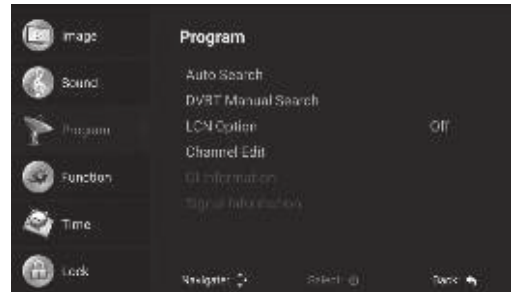 Image
Sound
Program
Function
Time
Lock
Program
Auto Search
DVBT Manual Search
LCN Option Off
Channel Edit
CI Information
Signal Information
Navigate: Select: Back: